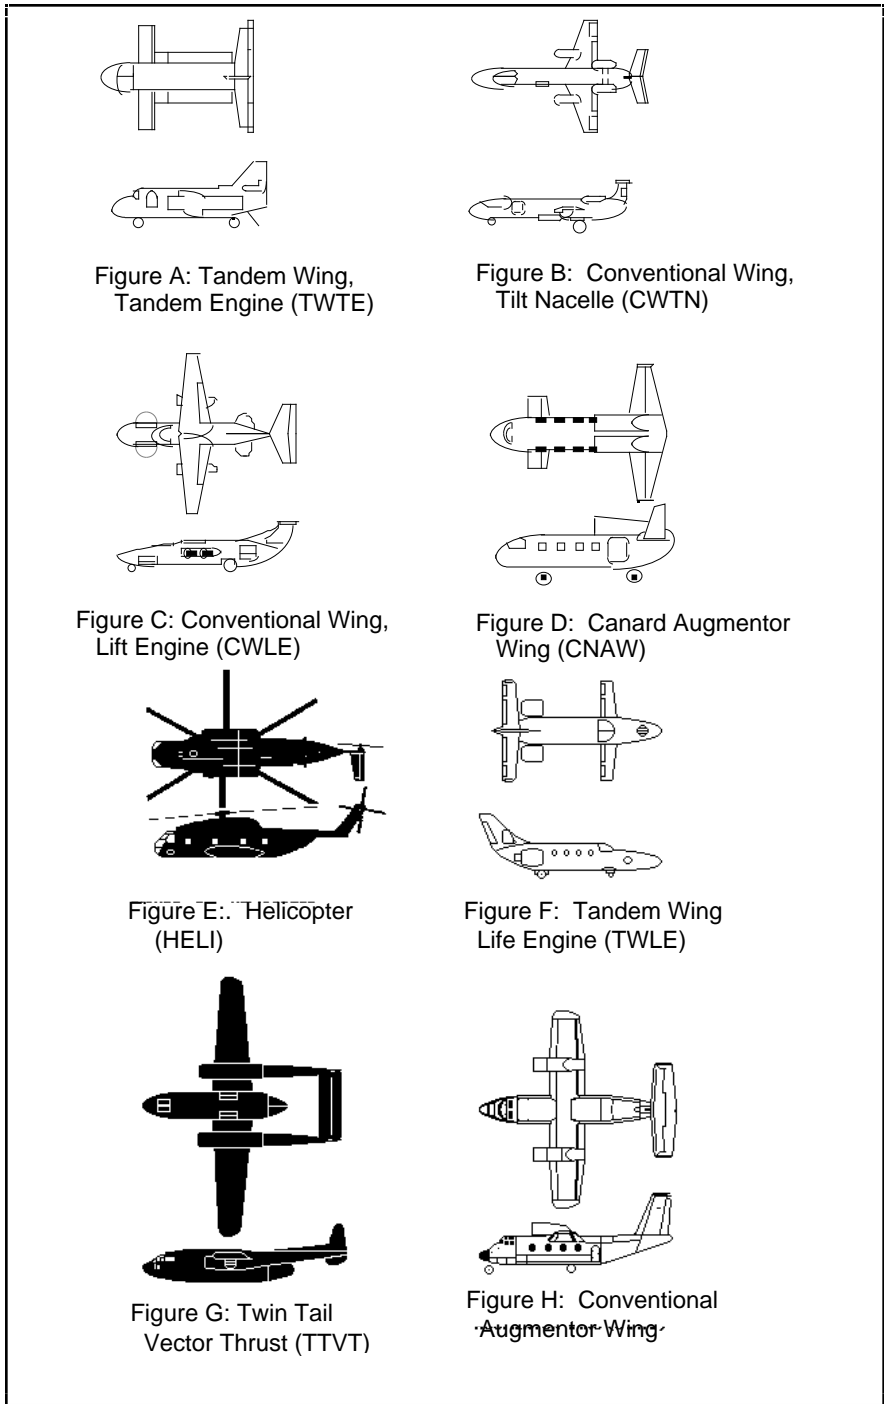 Figure A: Tandem Wing,
Tandem Engine (TWTE)
Figure B: Conventional Wing,
Tilt Nacelle (CWTN)
Figure C: Conventional Wing,
Lift Engine (CWLE)
Figure D: Canard Augmentor
Wing (CNAW)
Figure E:. Helicopter
(HELI)
Figure F: Tandem Wing
Life Engine (TWLE)
Figure G: Twin Tail
Vector Thrust (TTVT)
Figure H: Conventional
Augmentor Wing